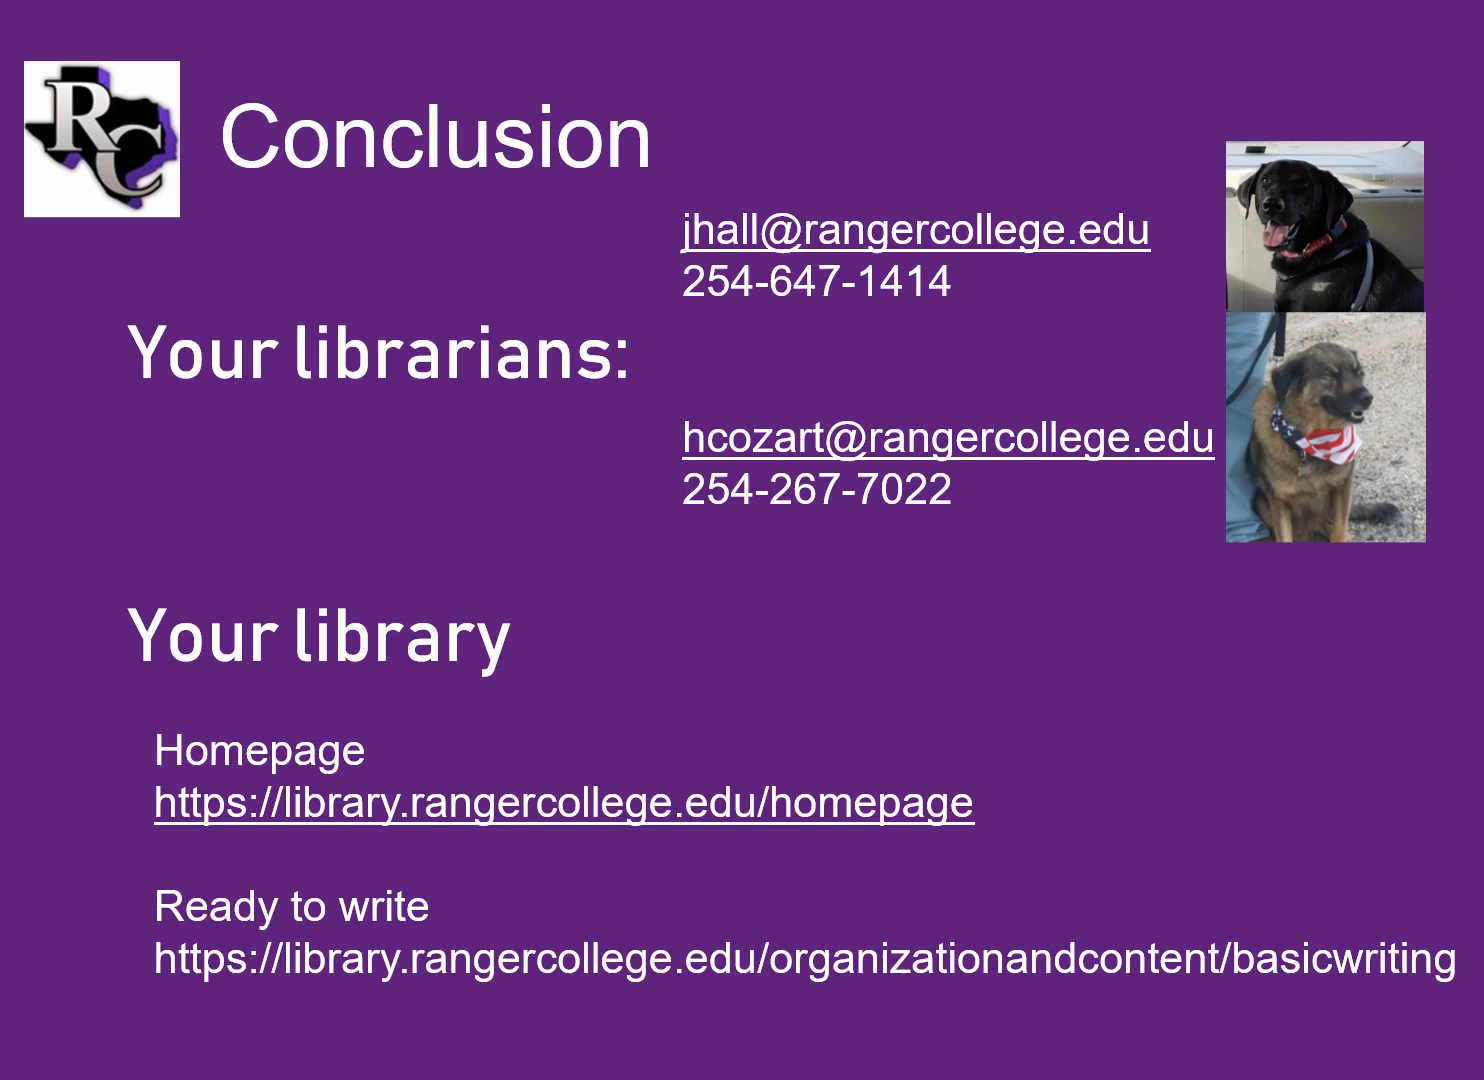 RC
Conclusion
jhall@rangercollege.edu
254-647-1414
Your librarians:
hcozart@rangercollege.edu
254-267-7022
Your library
Homepage
https://library.rangercollege.edu/homepage
Ready to write
https://library.rangercollege.edu/organizationandcontent/basicwriting